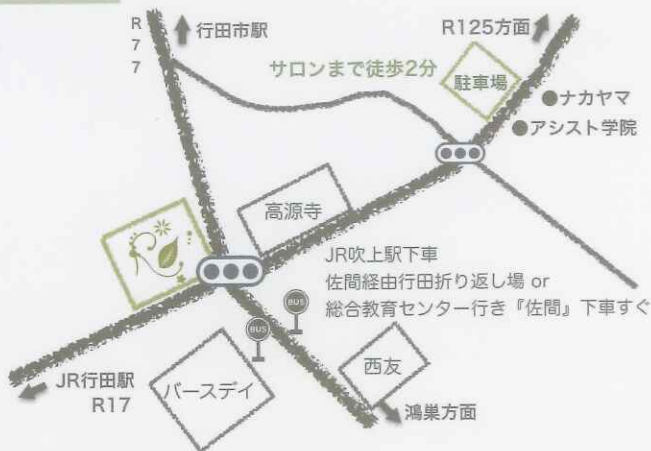 R77
行田市駅
R125方面
サロンまで徒歩2分
駐車場
●ナカヤマ
●アシスト学院
高源寺
JR吹上駅下車
佐間経由行田折り返し場 or
総合教育センター行き『佐間』下車すぐ
BUS
BUS
JR行田駅
R17
バースデイ
西友
鴻巣方面